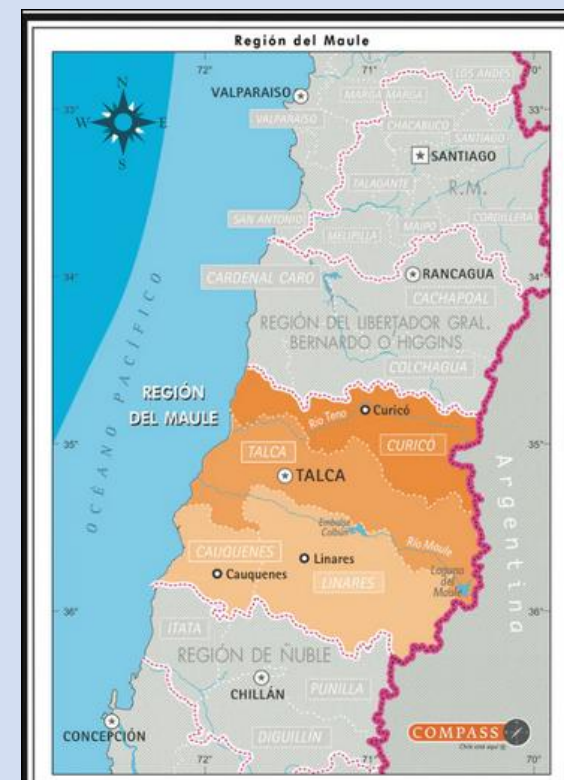 Región del Maule
72°
71°
70°
LOS ANDES
VALPARAISO
MARGA MARGA
33°
33°
N
W
E
S
VALPARAISO
CHACABUCO
SANTIAGO
SANTIAGO
TALAGANTE
R.M.
SAN ANTONIO
CORDILLERA
MELIPILLA
MAIPO
34°
34°
CARDENAL CARO
RANCAGUA
CACHAPOAL
REGIÓN DEL LIBERTADOR GRAL.
BERNARDO O'HIGGINS
COLCHAGUA
OCÉANO PACÍFICO
REGIÓN
DEL MAULE
Río Teno
Curicó
CURICÓ
35°
35°
TALCA
TALCA
Argentina
Embalse
Colbún
Río Maule
CAUQUENES
Linares
Cauquenes
LINARES
Laguna
del
Maule
36°
36°
ITATA
REGIÓN DE ÑUBLE
PUNILLA
CHILLÁN
CONCEPCIÓN
DIGUILLÍN
COMPASS
Chile está aquí
72°
71°
70°